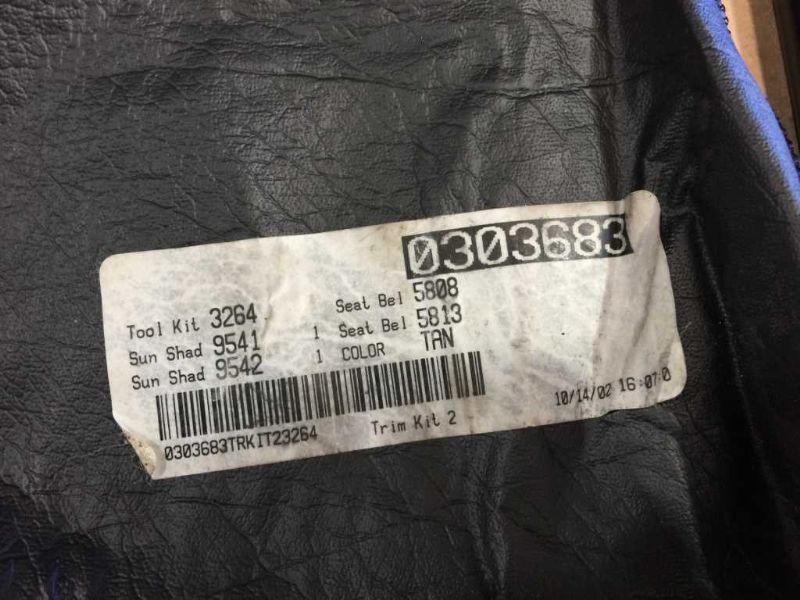 0303683
Tool Kit 3264 Seat Bel 5808
Sun Shad 9541 1 Seat Bel 5813
Sun Shad 9542 1 COLOR TAN
0303683TRKIT23264 Trim Kit 2 10/14/02 16:07:0